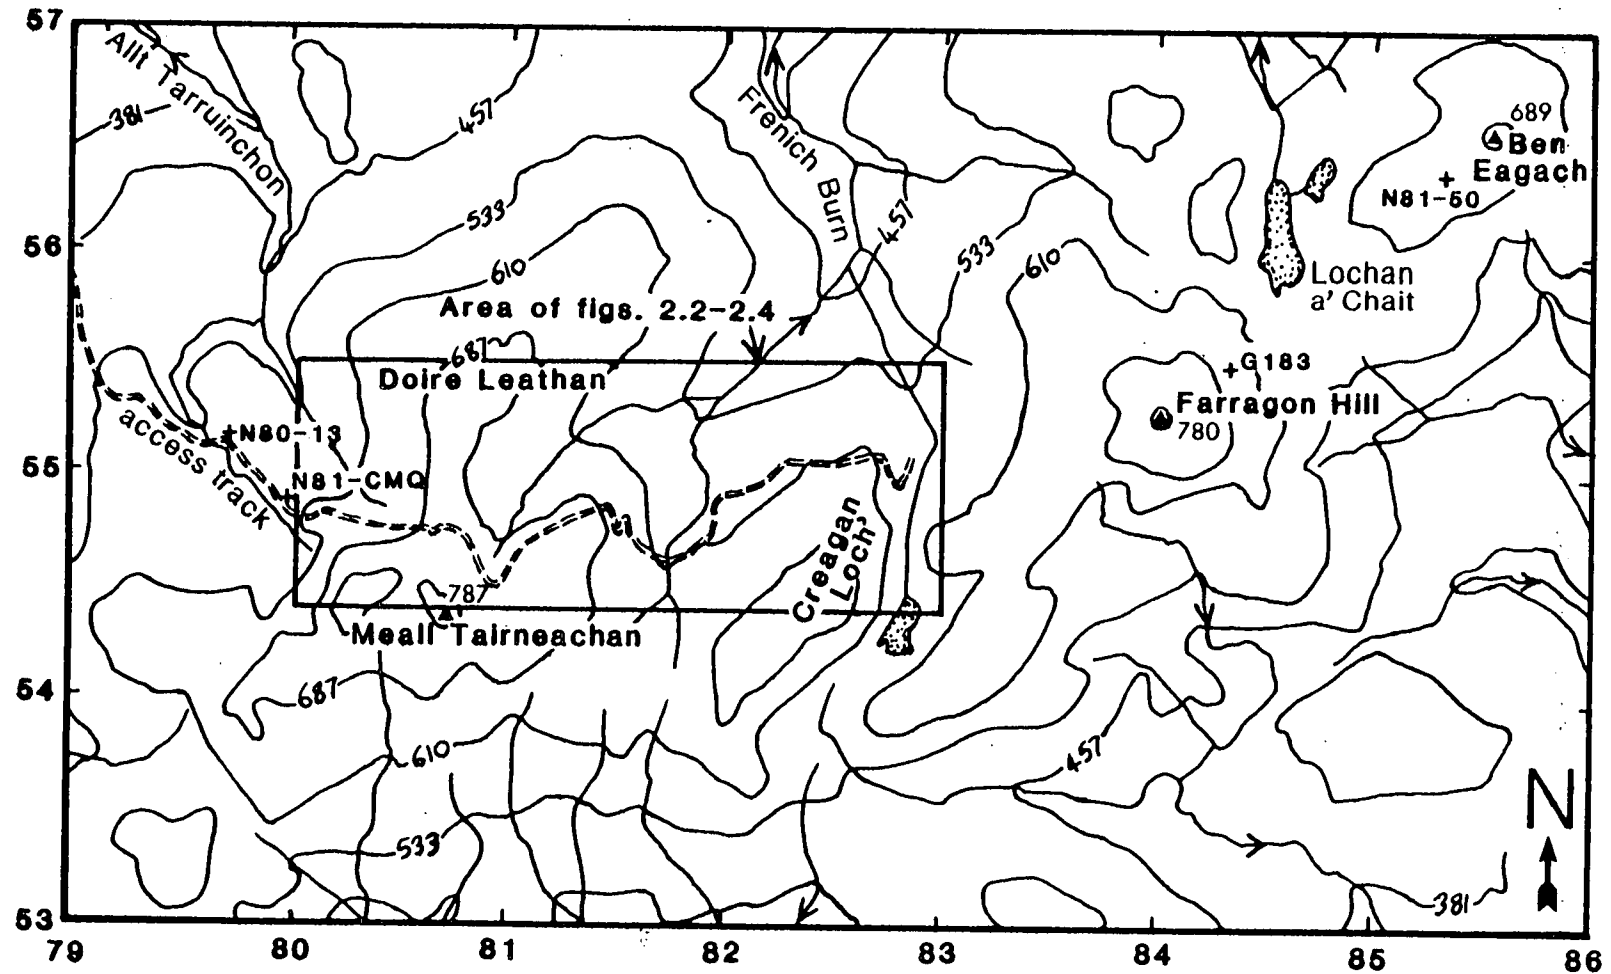 57
Allt Tarruinchon
381
457
Frenich Burn
689
Ben
Eagach
N81-50
533
457
56
610
533
610
Lochan
a' Chait
Area of figs. 2.2-2.4
687
Doire Leathan
G183
Farragon Hill
780
N80-13
access track
55
N81-CMQ
Creagan
Loch'
787
Meall Tairneachan
54
687
610
457
N
533
381
53
79
80
81
82
83
84
85
86